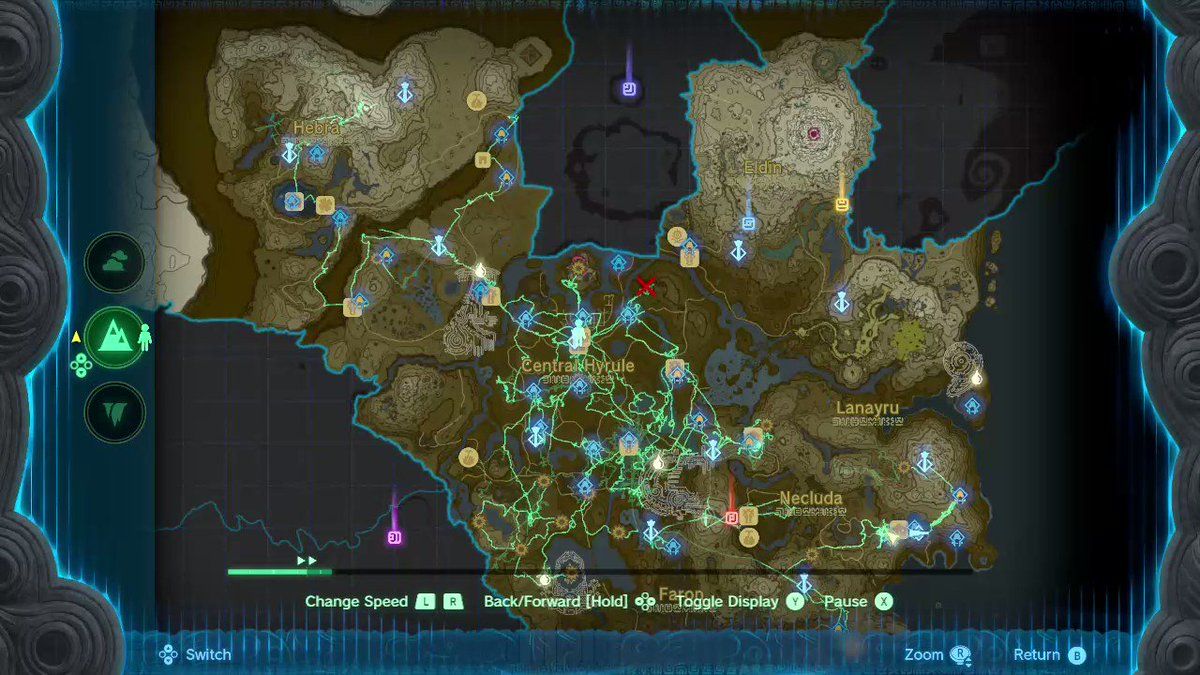 Hebra
Eldin
Central Hyrule
Lanayru
Necluda
Faron
Change Speed L R
Back/Forward [Hold]
Toggle Display Y
Pause X
Switch
Zoom R
Return B